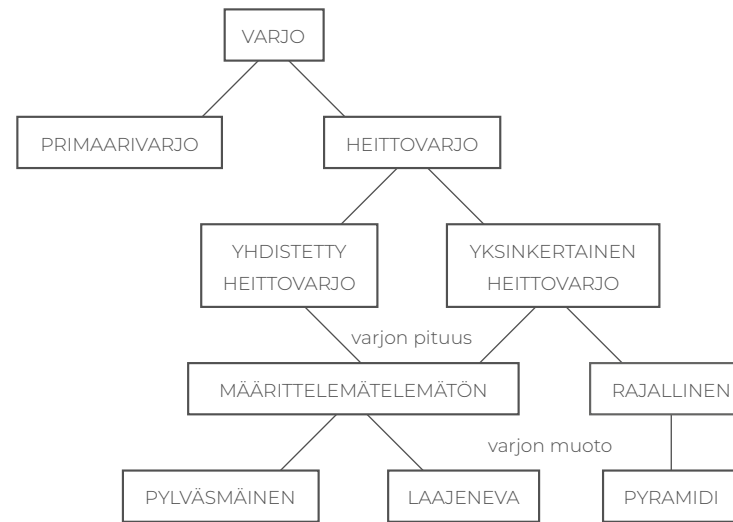 VARJO
PRIMAARIVARJO
HEITTOVARJO
YHDISTETTY
HEITTOVARJO
YKSINKERTAINEN
HEITTOVARJO
varjon pituus
MÄÄRITTELEMÄTELEMÄTÖN
RAJALLINEN
varjon muoto
PYLVÄSMÄINEN
LAAJENEVA
PYRAMIDI